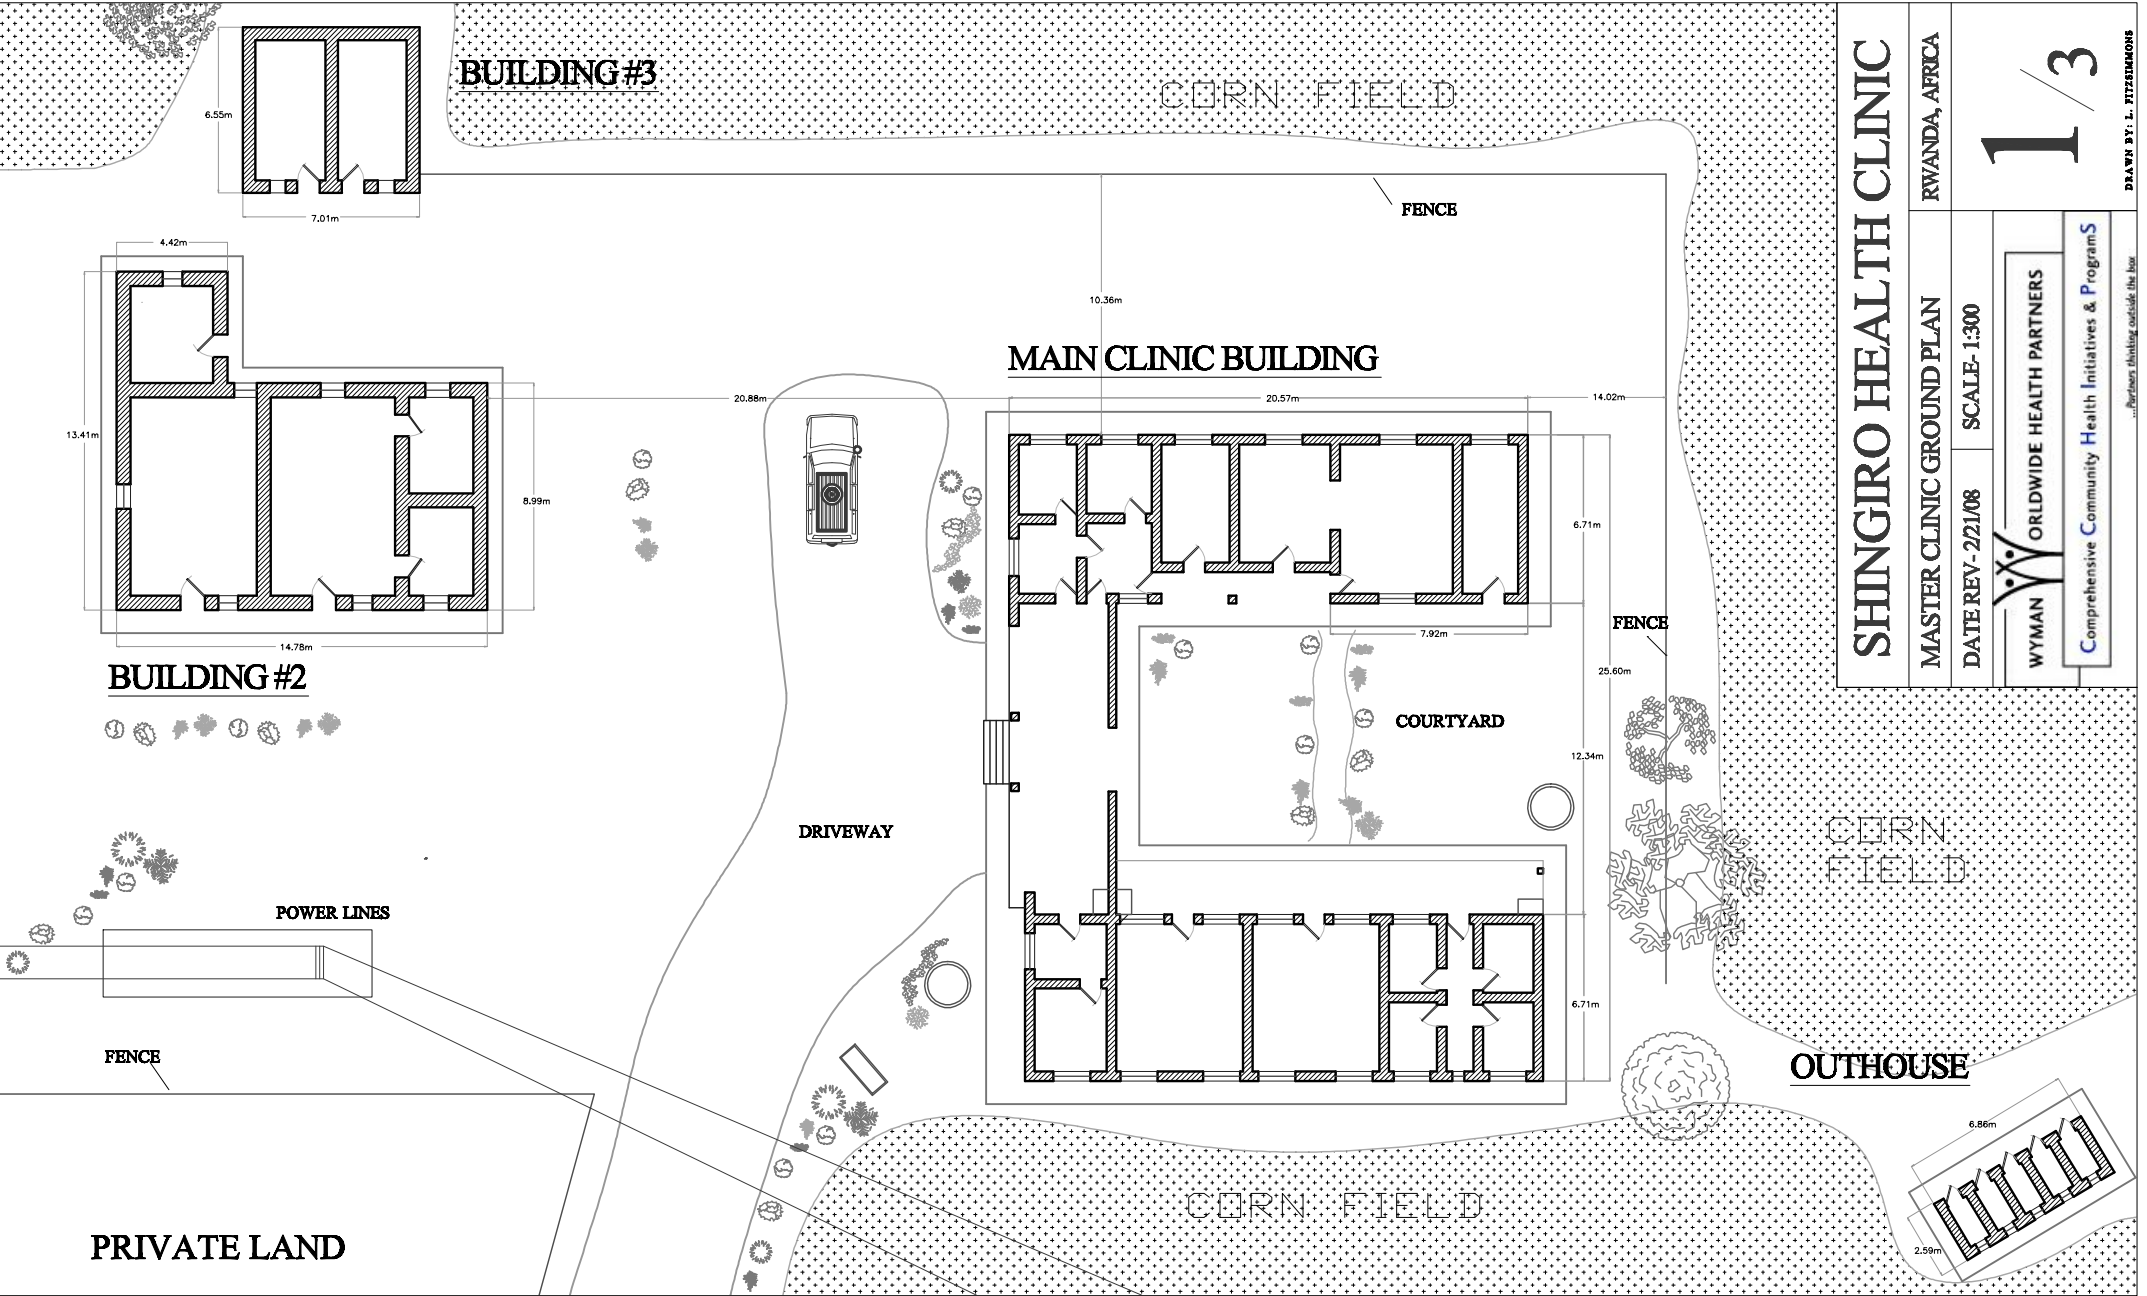 BUILDING #3
6.55m
7.01m
CORN FIELD
FENCE
4.42m
13.41m
8.99m
14.78m
BUILDING #2
10.36m
MAIN CLINIC BUILDING
20.88m
20.57m
14.02m
6.71m
7.92m
FENCE
25.60m
COURTYARD
12.34m
DRIVEWAY
CORN
FIELD
POWER LINES
6.71m
FENCE
OUTHOUSE
6.86m
2.59m
CORN FIELD
PRIVATE LAND
SHINGIRO HEALTH CLINIC
MASTER CLINIC GROUND PLAN
RWANDA, AFRICA
DATE REV- 2/21/08
SCALE- 1:300
1/3
WYMAN WORLDWIDE HEALTH PARTNERS
Comprehensive Community Health Initiatives & ProgramS
...Partners thinking outside the box
DRAWN BY: L. FITZSIMMONS